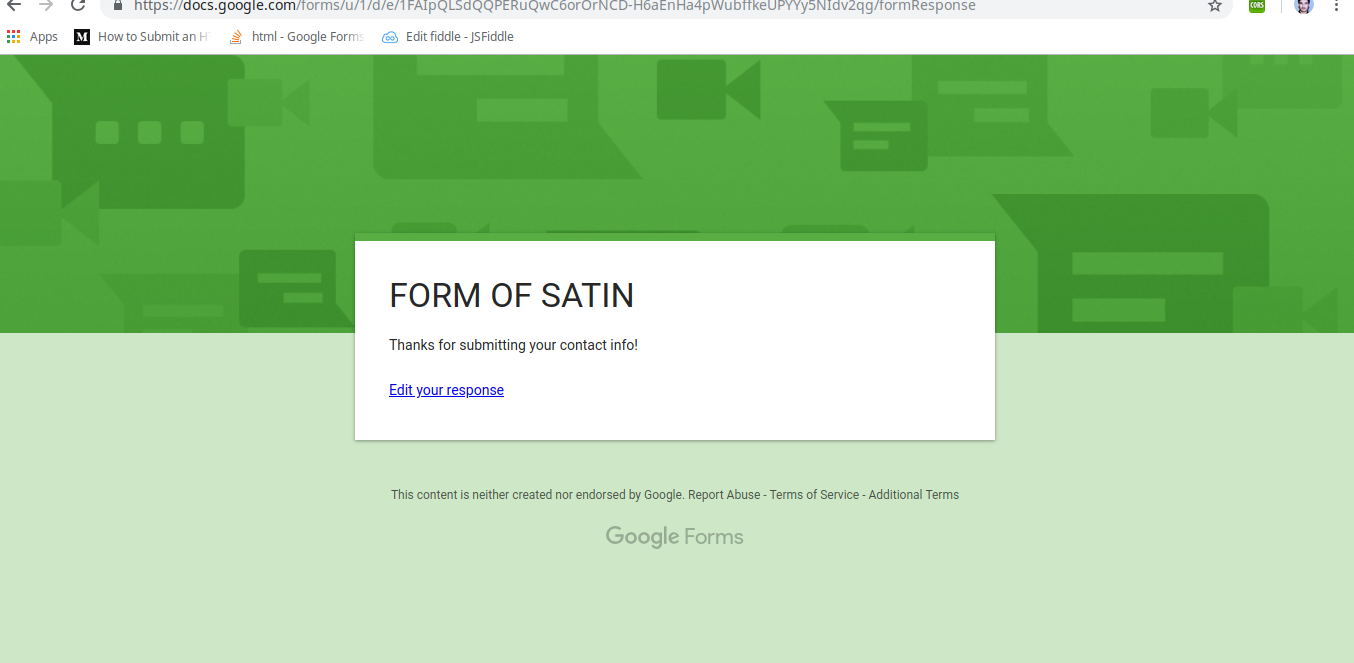 https://docs.google.com/forms/u/1/d/e/1FAIpQLSdQQPERuQwC6orOrNCD-H6aEnHa4pWubffkeUPYYy5NIdv2qg/formResponse
CORS
Apps
M How to Submit an H
html - Google Forms
Edit fiddle - JSFiddle
FORM OF SATIN
Thanks for submitting your contact info!
Edit your response
This content is neither created nor endorsed by Google. Report Abuse - Terms of Service - Additional Terms
Google Forms